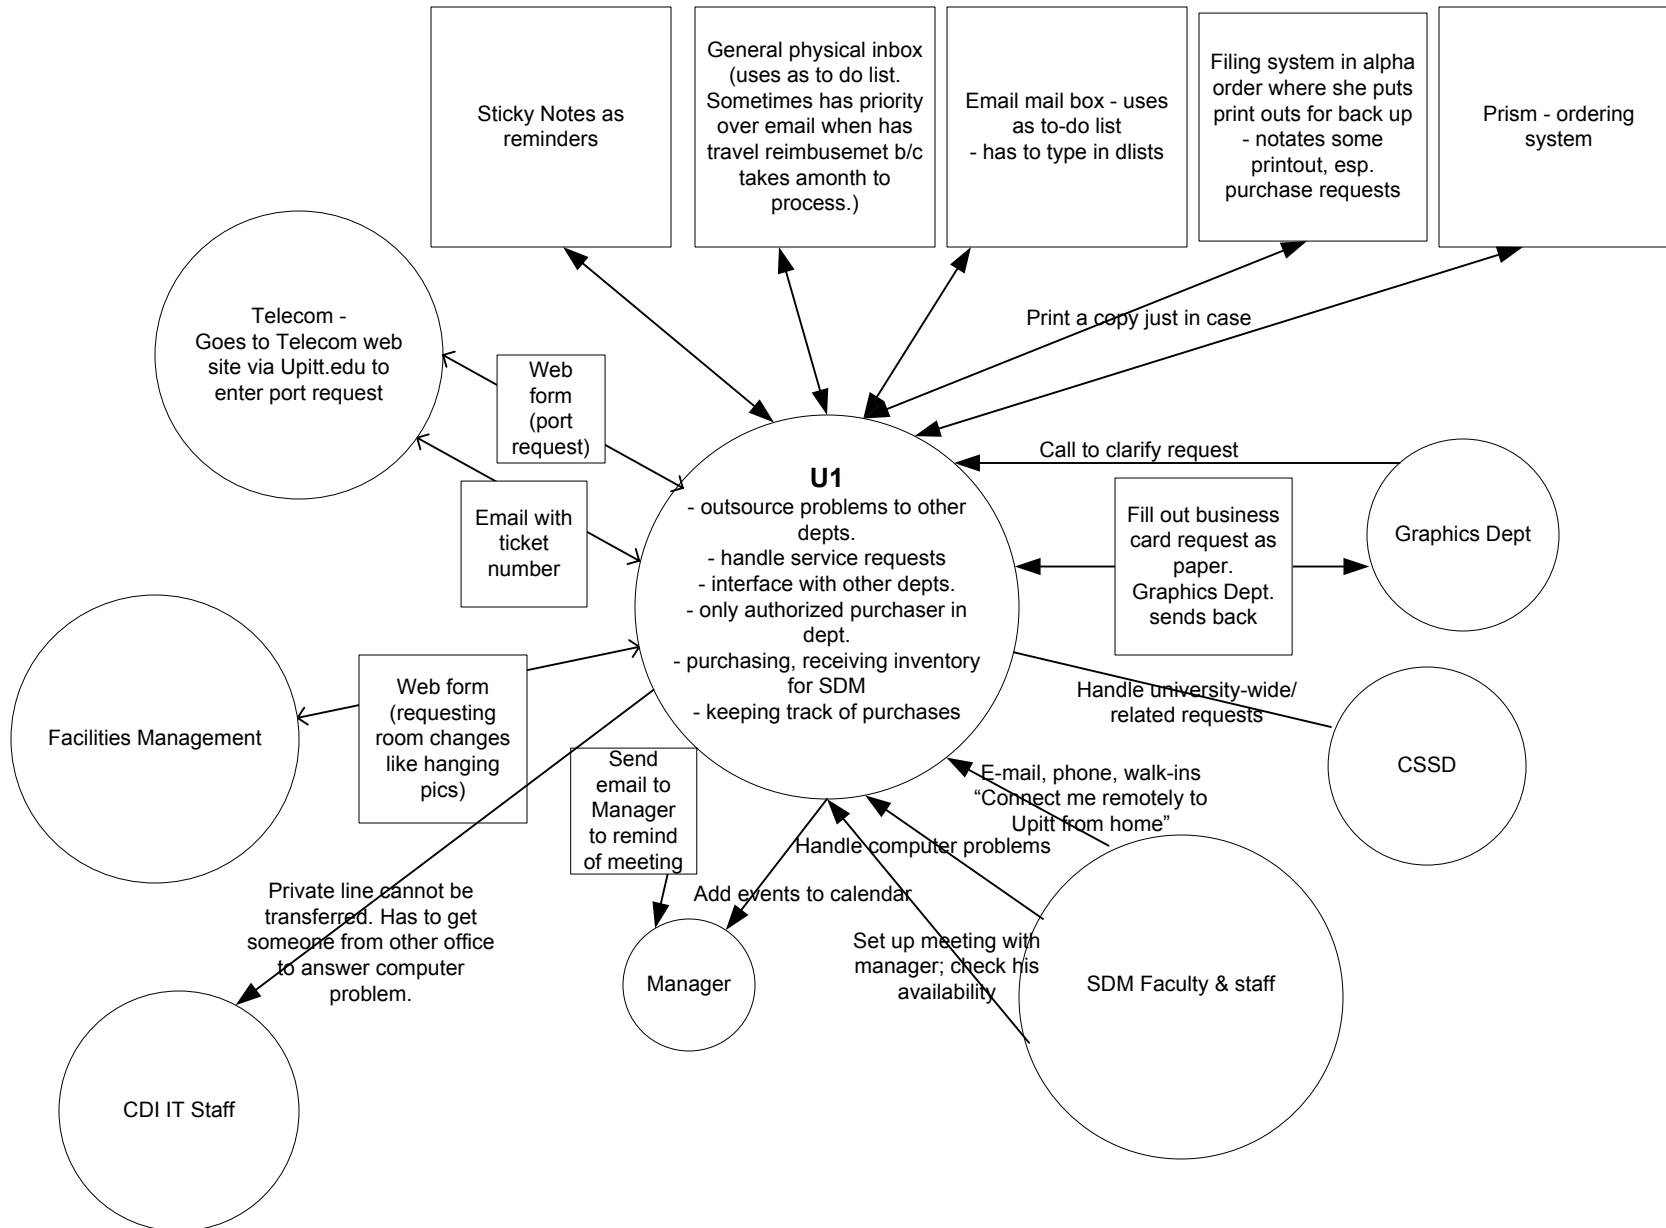 Sticky Notes as
reminders
General physical inbox
(uses as to do list.
Sometimes has priority
over email when has
travel reimbusemet b/c
takes amonth to
process.)
Email mail box - uses
as to-do list
- has to type in dlists
Filing system in alpha
order where she puts
print outs for back up
- notates some
printout, esp.
purchase requests
Prism - ordering
system
Telecom -
Goes to Telecom web
site via Upitt.edu to
enter port request
Web
form
(port
request)
Print a copy just in case
Email with
ticket
number
U1
- outsource problems to other
depts.
- handle service requests
- interface with other depts.
- only authorized purchaser in
dept.
- purchasing, receiving inventory
for SDM
- keeping track of purchases
Call to clarify request
Fill out business
card request as
paper.
Graphics Dept.
sends back
Graphics Dept
Facilities Management
Web form
(requesting
room changes
like hanging
pics)
Handle university-wide/
related requests
CSSD
Send
email to
Manager
to remind
of meeting
E-mail, phone, walk-ins
“Connect me remotely to
Upitt from home”
Handle computer problems
Add events to calendar
Private line cannot be
transferred. Has to get
someone from other office
to answer computer
problem.
Set up meeting with
manager; check his
availability
Manager
SDM Faculty & staff
CDI IT Staff